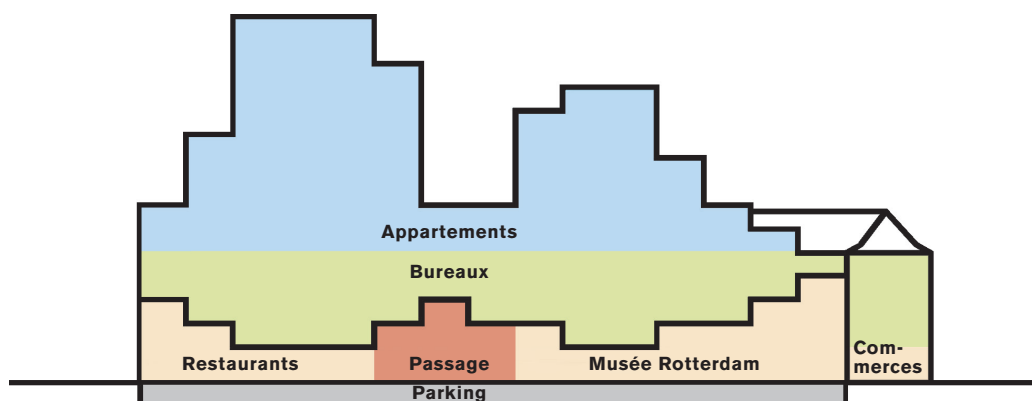 Appartements
Bureaux
Restaurants
Passage
Musée Rotterdam
Com-
merces
Parking